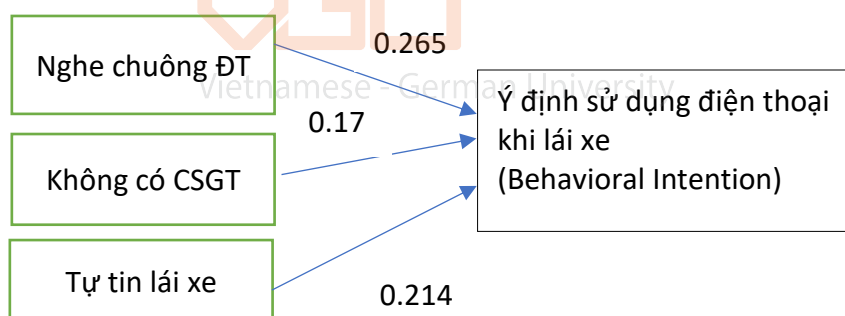 0.265
Nghe chuông ĐT
Vietnamese - German University
Ý định sử dụng điện thoại
khi lái xe
(Behavioral Intention)
0.17
Không có CSGT
Tự tin lái xe
0.214